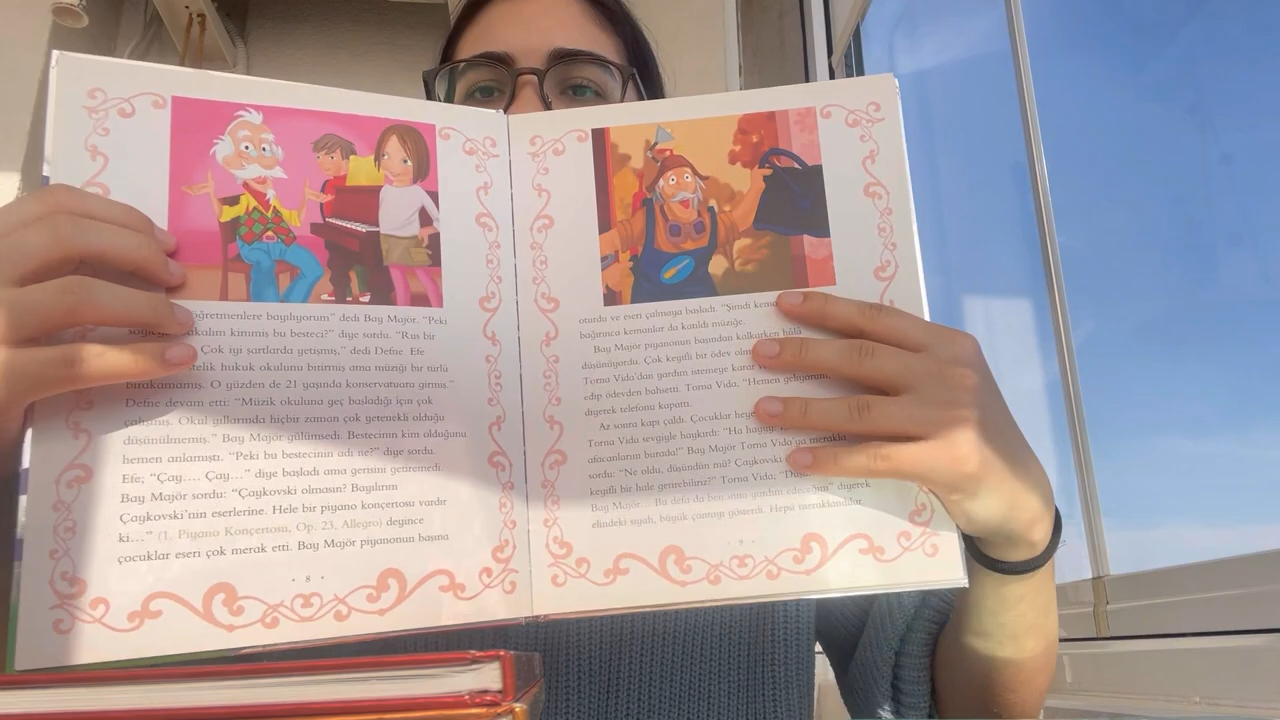 öğretmenlere bayılıyorum” dedi Bay Majör. “Peki
bakalım kimmiş bu besteci?” diye sordu. “Rus bir
Çok iyi şartlarda yetişmiş,” dedi Defne. Efe
hukuk okulunu bitirmiş ama müziği bir türlü
bırakamamış. O yüzden de 21 yaşında konservatuara girmiş.”
Defne devam etti: “Müzik okuluna geç başladığı için çok
çalışmış. Okul yıllarında hiçbir zaman çok yetenekli olduğu
düşünülmemiş.” Bay Majör gülümsedi. Bestecinin kim olduğunu
hemen anlamıştı. “Peki bu bestecinin adı ne?” diye sordu.
Efe; “Çay…. Çay…” diye başladı ama gerisini getiremedi.
Bay Majör sordu: “Çaykovski olmasın? Bayılırım
Çaykovski’nin eserlerine. Hele bir piyano konçertosu vardır
ki…” (1. Piyano Konçertosu, Op. 23, Allegro) deyince
çocuklar eseri çok merak etti. Bay Majör piyanonun başına
• 8 •
oturdu ve eseri çalmaya başladı. “Şimdi
bağırınca kemanlar da katıldı müziğe.
Bay Majör piyanonun başından kalkarken hâlâ
düşünüyordu. Çok keyifli bir ödev
Torna Vida’dan yardım istemeye karar
edip ödevden bahsetti. Torna Vida, “Hemen geliyorum,
diyerek telefonu kapattı.
Az sonra kapı çaldı. Çocuklar
Torna Vida sevgiyle haykırdı: “Ha
afacanlarım burada!” Bay Majör Torna Vida’ya merakla
sordu: “Ne oldu, düşündün mü? Çaykovski
keyifli bir hale getirebiliriz?” Torna Vida;
Bay Majör… Bu defa da ben sana yardım edeceğim” diyerek
elindeki siyah, büyük çantayı gösterdi. Hepsi meraklandılar.
• 9 •